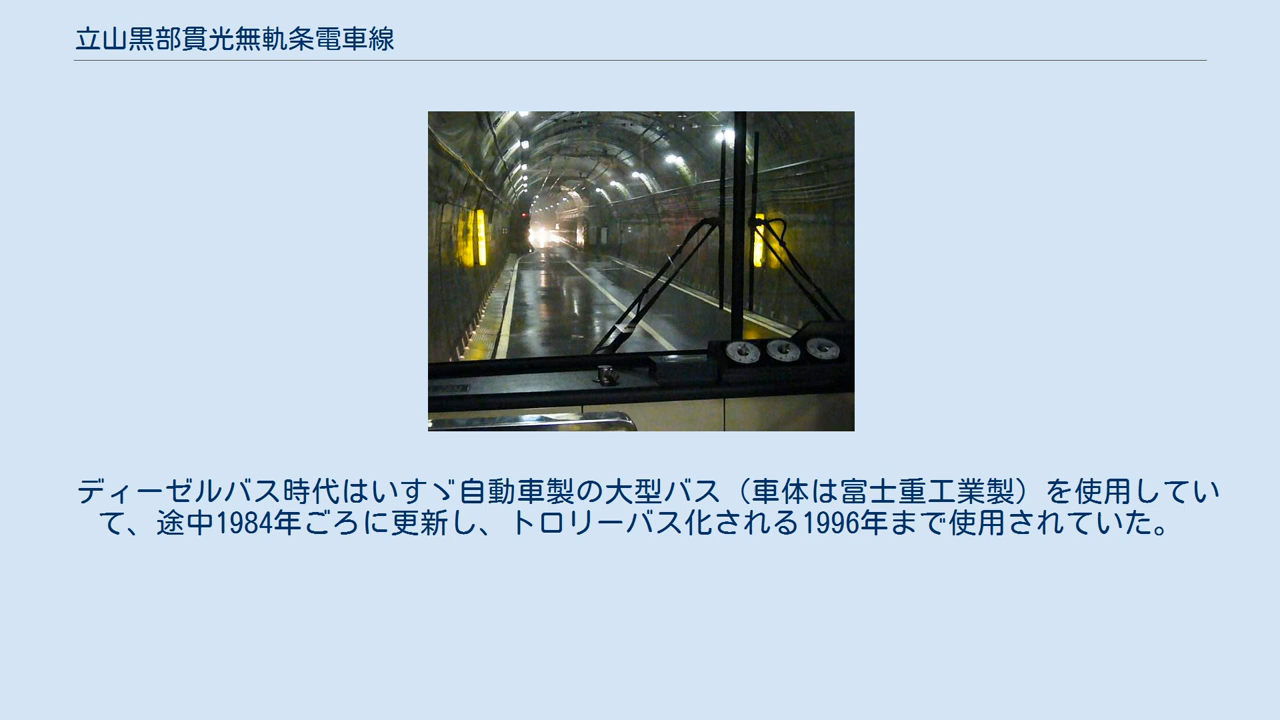 立山黒部貫光無軌条電車線
ディーゼルバス時代はいすゞ自動車製の大型バス（車体は富士重工業製）を使用してい
て、途中1984年ごろに更新し、トロリーバス化される1996年まで使用されていた。